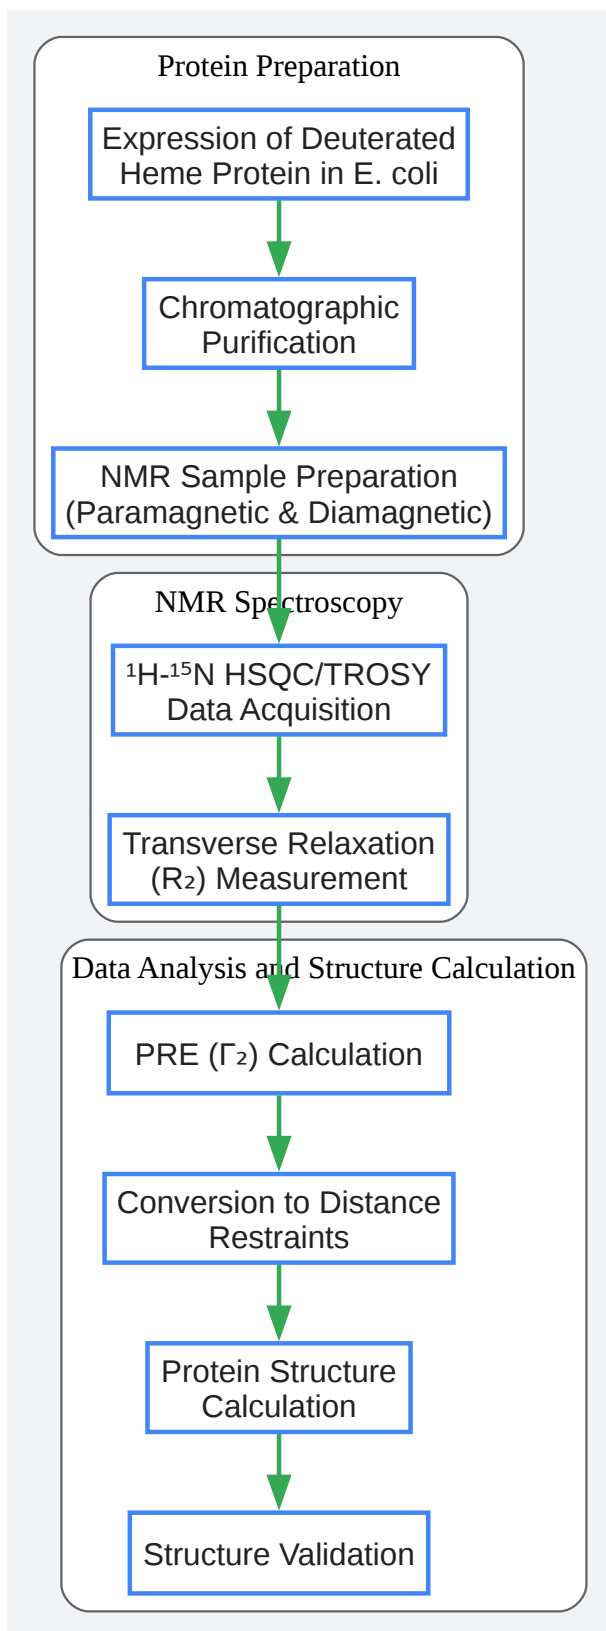 Protein Preparation
Expression of Deuterated
Heme Protein in E. coli
Chromatographic
Purification
NMR Sample Preparation
(Paramagnetic & Diamagnetic)
NMR Spectroscopy
¹H-¹⁵N HSQC/TROSY
Data Acquisition
Transverse Relaxation
(R₂) Measurement
Data Analysis and Structure Calculation
PRE (Γ₂) Calculation
Conversion to Distance
Restraints
Protein Structure
Calculation
Structure Validation